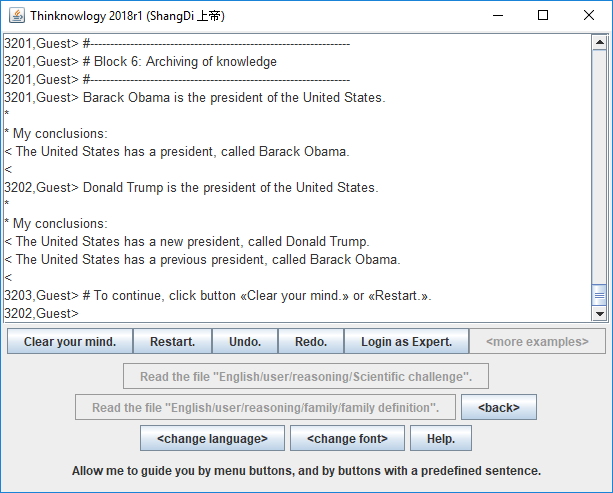 Thinknowlogy 2018r1 (ShangDi 上帝)
3201,Guest> #-----------------------------------------------------------------
3201,Guest> # Block 6: Archiving of knowledge
3201,Guest> #-----------------------------------------------------------------
3201,Guest> Barack Obama is the president of the United States.
*
* My conclusions:
< The United States has a president, called Barack Obama.
<
3202,Guest> Donald Trump is the president of the United States.
*
* My conclusions:
< The United States has a new president, called Donald Trump.
< The United States has a previous president, called Barack Obama.
<
3203,Guest> # To continue, click button «Clear your mind.» or «Restart.».
3202,Guest>
Clear your mind. Restart. Undo. Redo. Login as Expert. <more examples>
Read the file "English/user/reasoning/Scientific challenge".
Read the file "English/user/reasoning/family/family definition". <back>
<change language> <change font> Help.
Allow me to guide you by menu buttons, and by buttons with a predefined sentence.